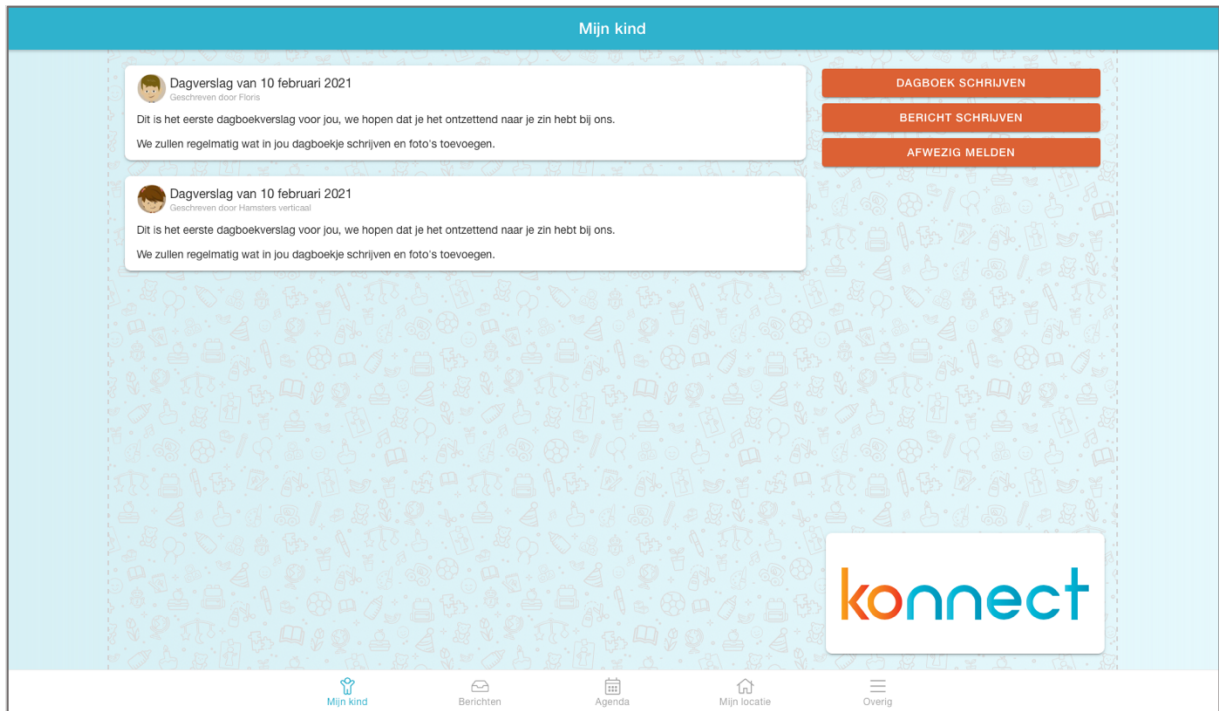 Mijn kind
Dagverslag van 10 februari 2021
Geschreven door Floris
Dit is het eerste dagboekverslag voor jou, we hopen dat je het ontzettend naar je zin hebt bij ons.
We zullen regelmatig wat in jou dagboekje schrijven en foto's toevoegen.
Dagverslag van 10 februari 2021
Geschreven door Hamsters verticaal
Dit is het eerste dagboekverslag voor jou, we hopen dat je het ontzettend naar je zin hebt bij ons.
We zullen regelmatig wat in jou dagboekje schrijven en foto's toevoegen.
DAGBOEK SCHRIJVEN
BERICHT SCHRIJVEN
AFWEZIG MELDEN
konnect
Mijn kind
Berichten
Agenda
Mijn locatie
Overig